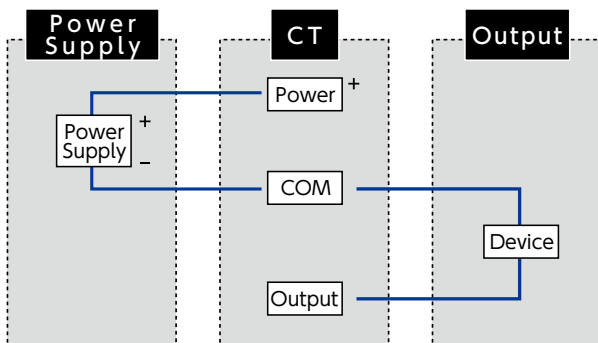 Power
Supply
CT
Output
Power +
Power
Supply
+
−
COM
Device
Output